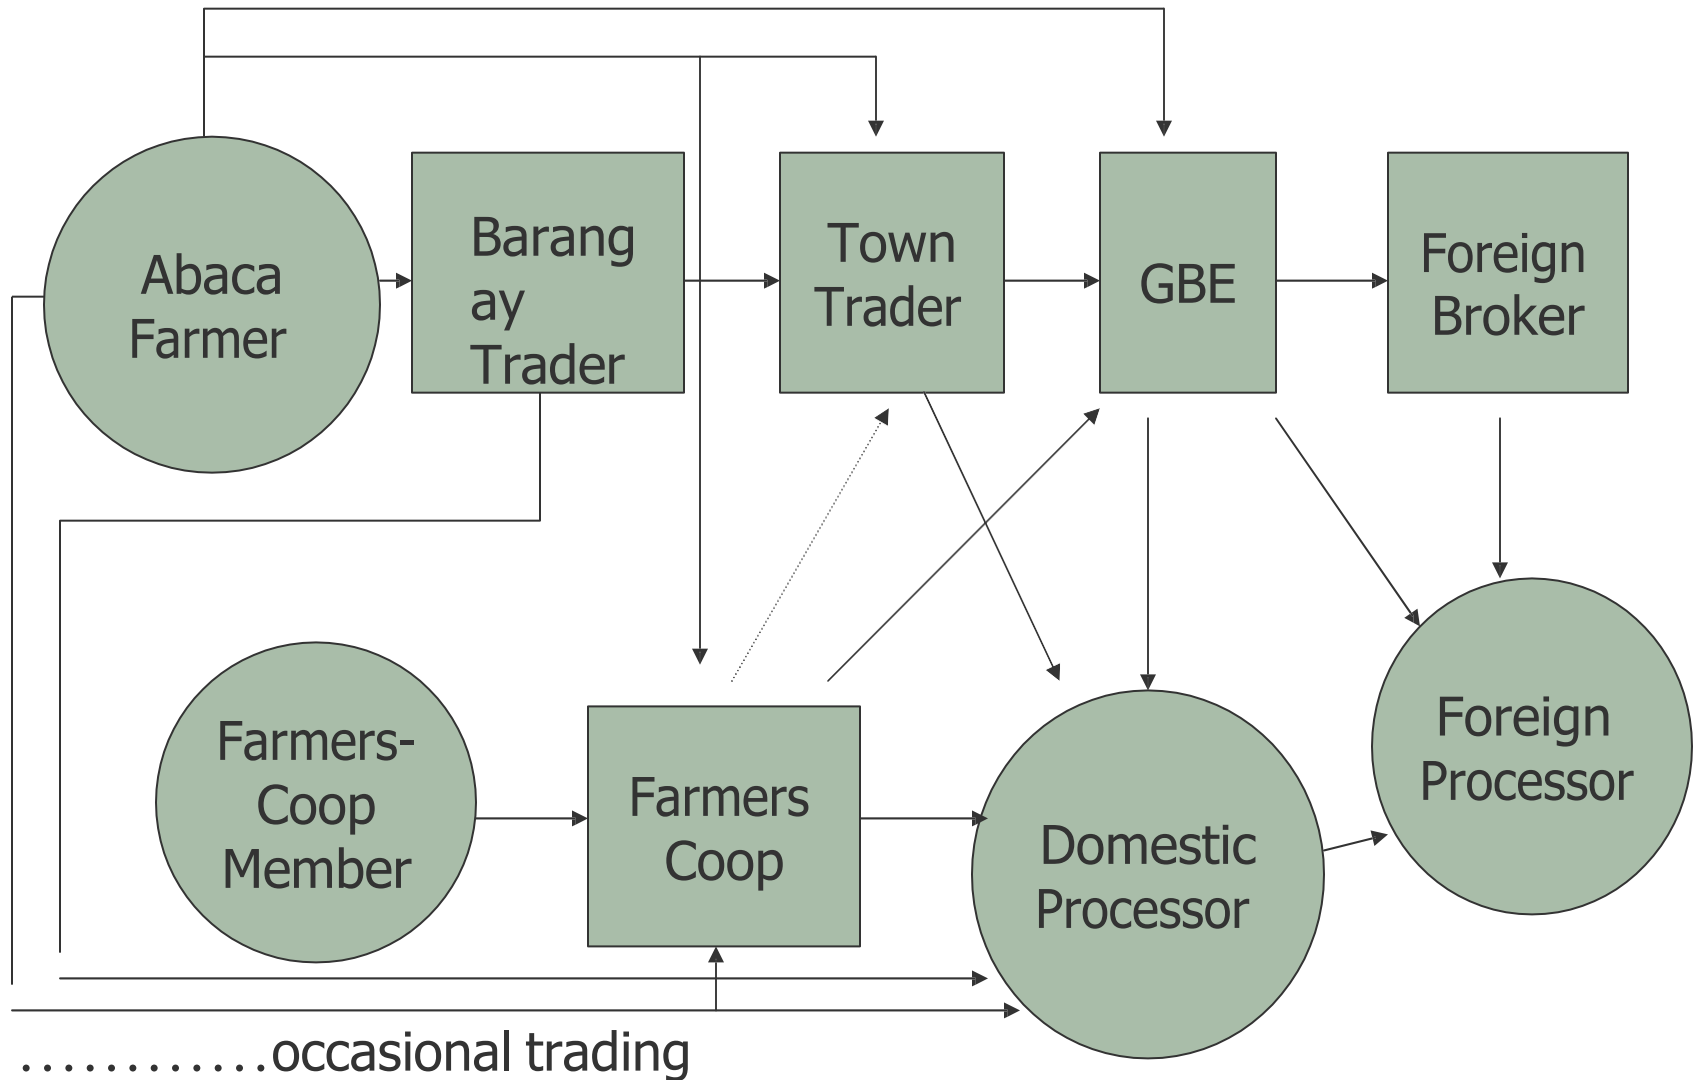 Abaca
Farmer
Barang
ay
Trader
Town
Trader
GBE
Foreign
Broker
Farmers-
Coop
Member
Farmers
Coop
Domestic
Processor
Foreign
Processor
............occasional trading